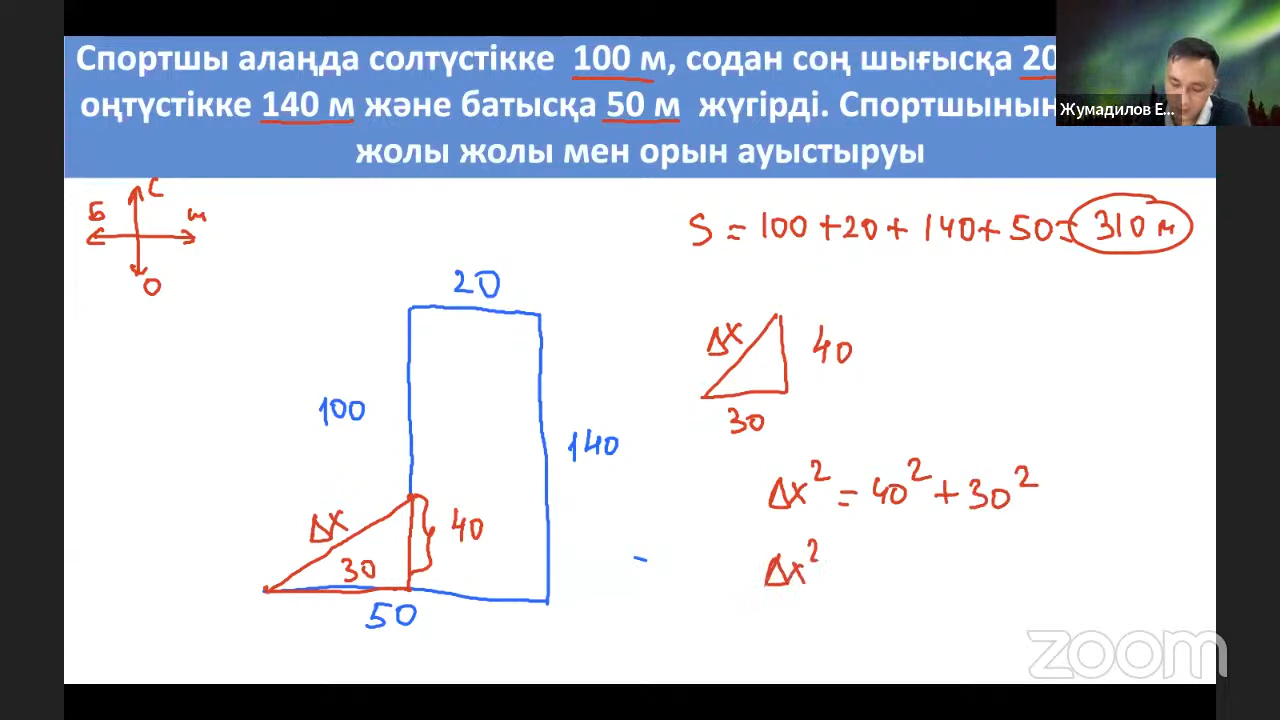 Спортшы алаңда солтүстікке 100 м, содан соң шығысқа 20
оңтүстікке 140 м және батысқа 50 м жүгірді. Спортшының
жолы жолы мен орын ауыстыруы
Жумадилов Е...
С
Б ш
О
S = 100 + 20 + 140 + 50 = 310 м
20
100
140
Δx
40
30
50
Δx
40
30
Δx² = 40² + 30²
Δx²
zoom